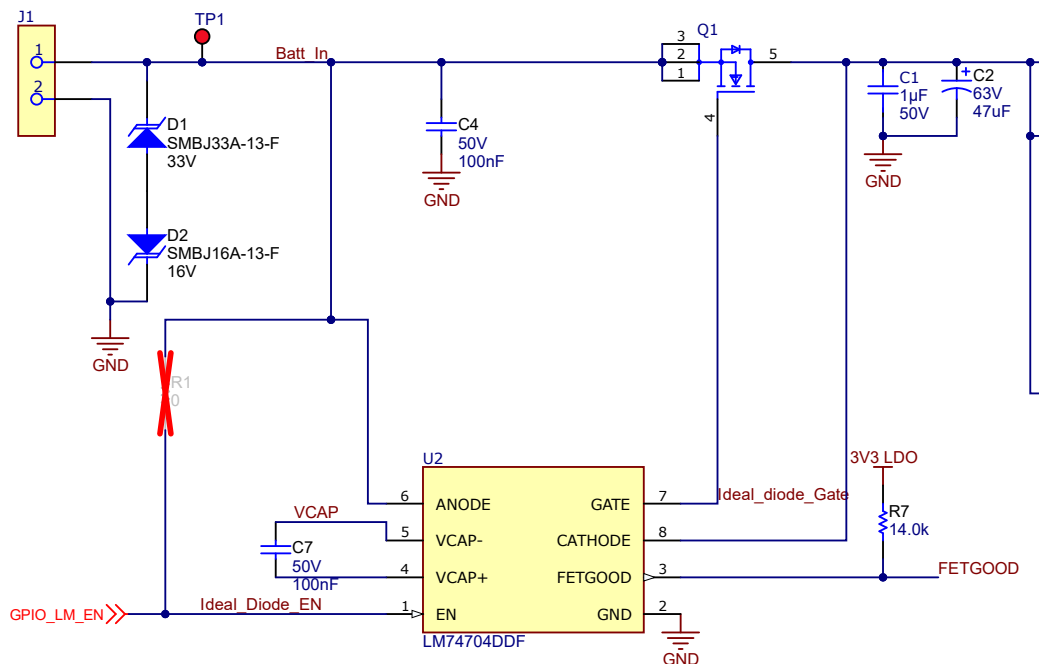 J1
1
2
TP1
Batt_In
Q1
3
2
1
5
4
C1
1µF
50V
+
C2
63V
47uF
GND
C4
50V
100nF
GND
D1
SMBJ33A-13-F
33V
D2
SMBJ16A-13-F
16V
GND
R1
0
U2
6
ANODE
5
VCAP-
4
VCAP+
1
EN
GATE
7
CATHODE
8
FETGOOD
3
GND
2
LM74704DDF
VCAP
C7
50V
100nF
Ideal_Diode_EN
GPIO_LM_EN
Ideal_diode_Gate
3V3 LDO
R7
14.0k
FETGOOD
GND